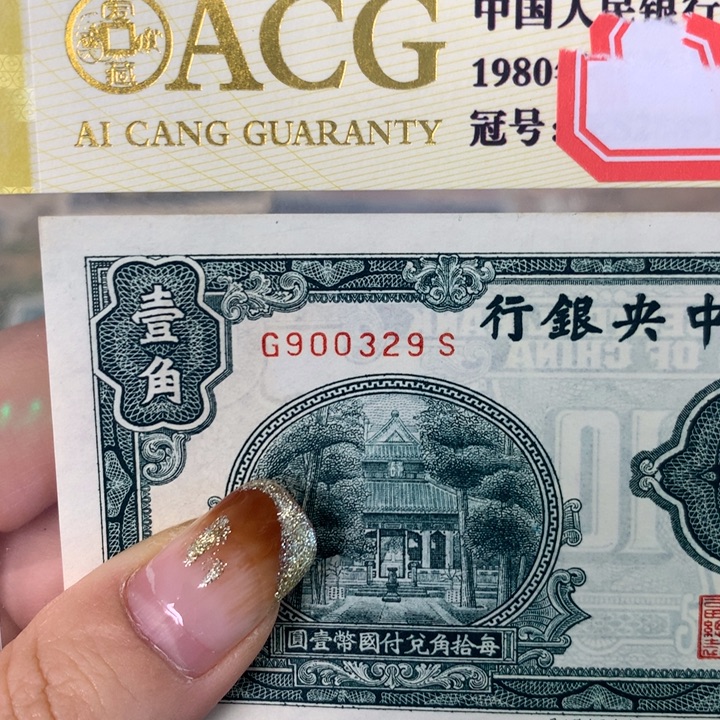 ACG
AI CANG GUARANTY
中国人民银行
1980
冠号:
壹角
G900329 S
行銀央中
圓壹幣國付兌角拾每